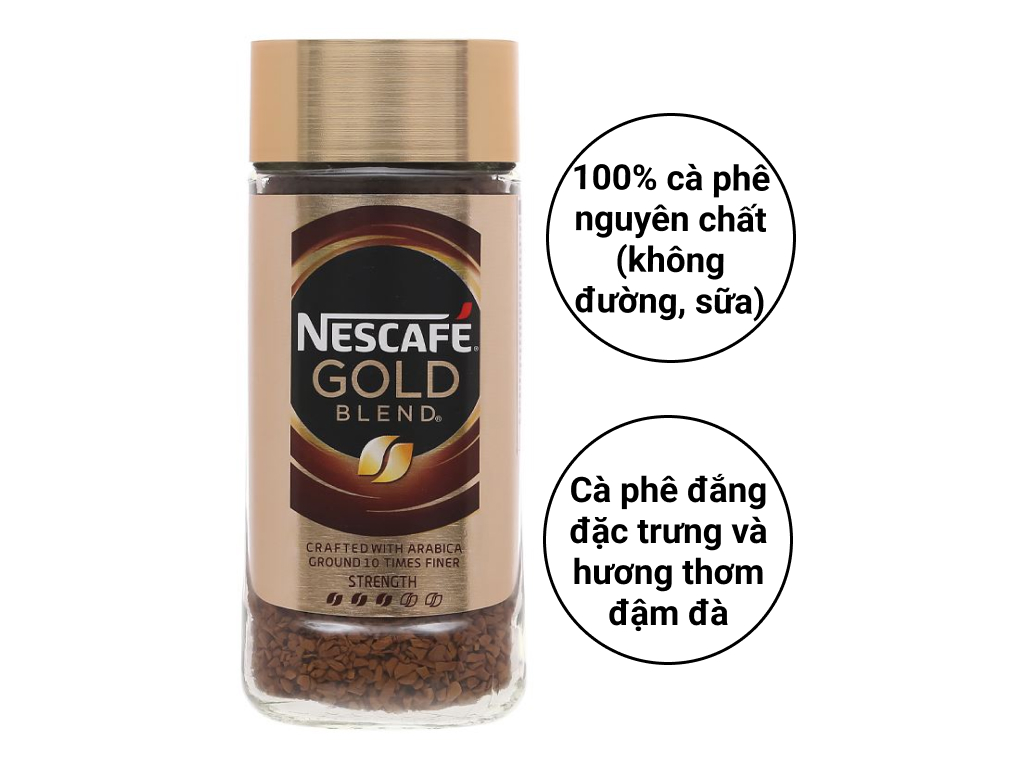 NESCAFÉ®
GOLD
BLEND®
CRAFTED WITH ARABICA
GROUND 10 TIMES FINER
STRENGTH
100% cà phê
nguyên chất
(không
đường, sữa)
Cà phê đắng
đặc trưng và
hương thơm
đậm đà